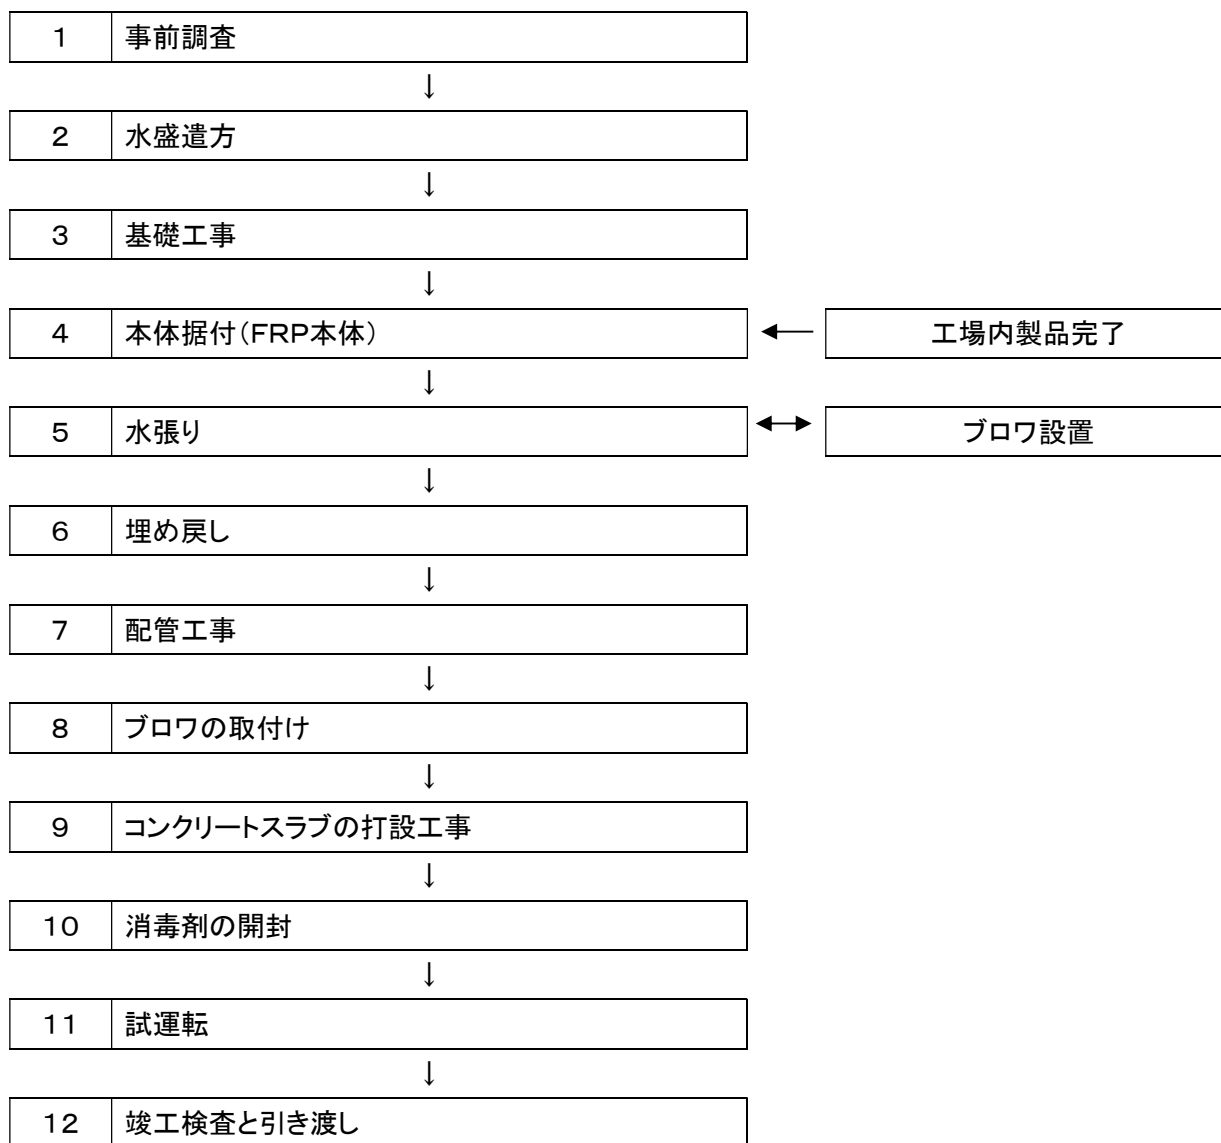 1 事前調査
↓
2 水盛遣方
↓
3 基礎工事
↓
4 本体据付(FRP本体) ← 工場内製品完了
↓
5 水張り ↔ ブロワ設置
↓
6 埋め戻し
↓
7 配管工事
↓
8 ブロワの取付け
↓
9 コンクリートスラブの打設工事
↓
10 消毒剤の開封
↓
11 試運転
↓
12 竣工検査と引き渡し